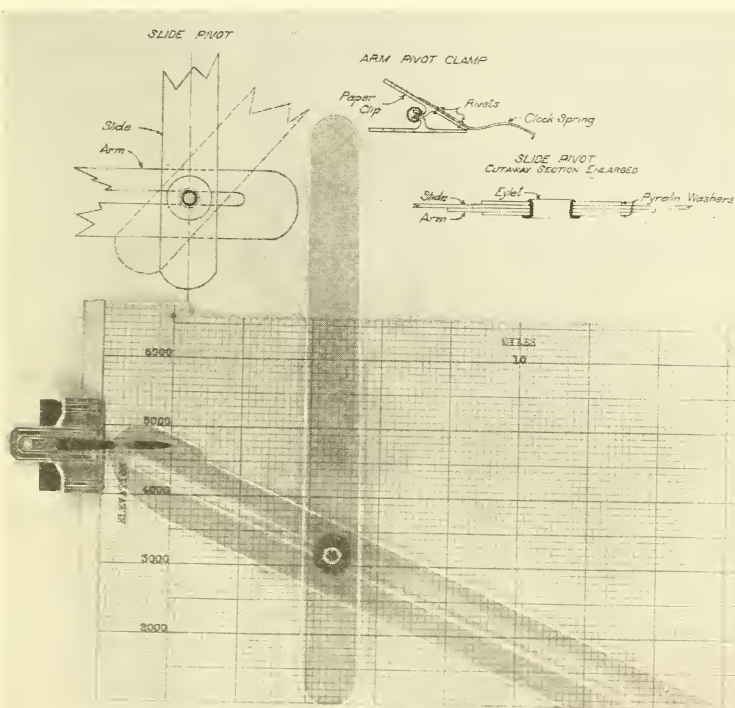 SLIDE PIVOT
Slide
Arm
ARM PIVOT CLAMP
Paper
Clip
Rivets
Clock Spring
SLIDE PIVOT
CUTAWAY SECTION ENLARGED
Slide
Eyelet
Pyralin Washers
Arm
MILES
10
6000
5000
4000
ELEVATION
3000
2000